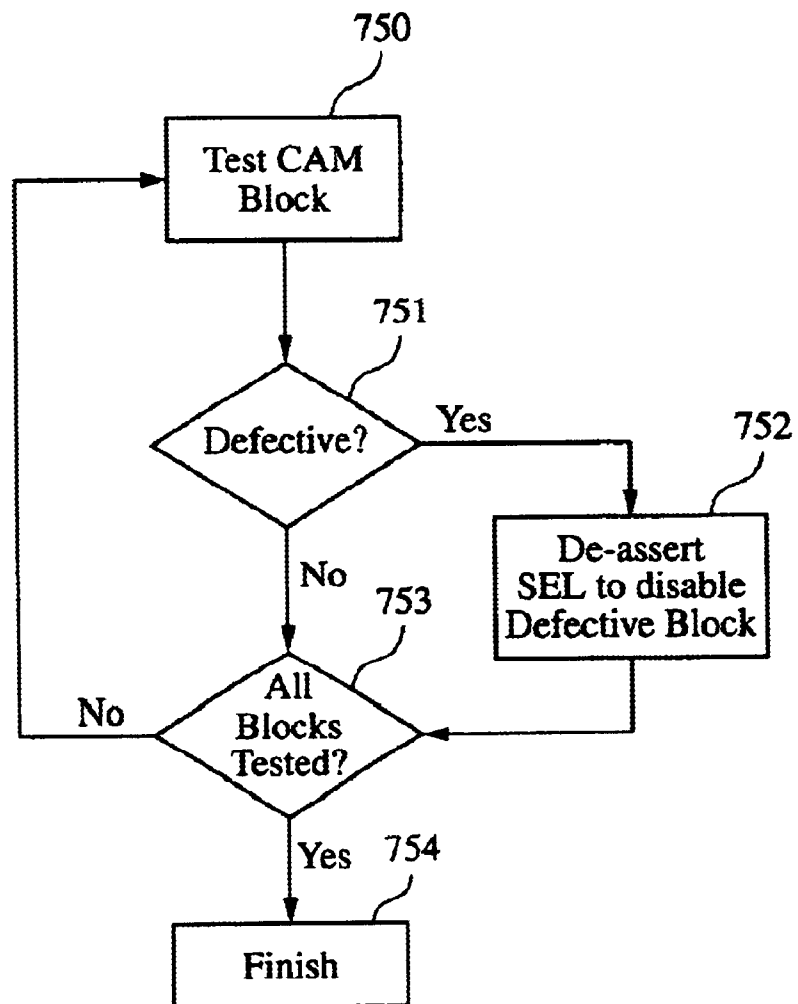 750
Test CAM
Block
751
Defective?
Yes
752
De-assert
SEL to disable
Defective Block
No
753
All
Blocks
Tested?
No
Yes
754
Finish